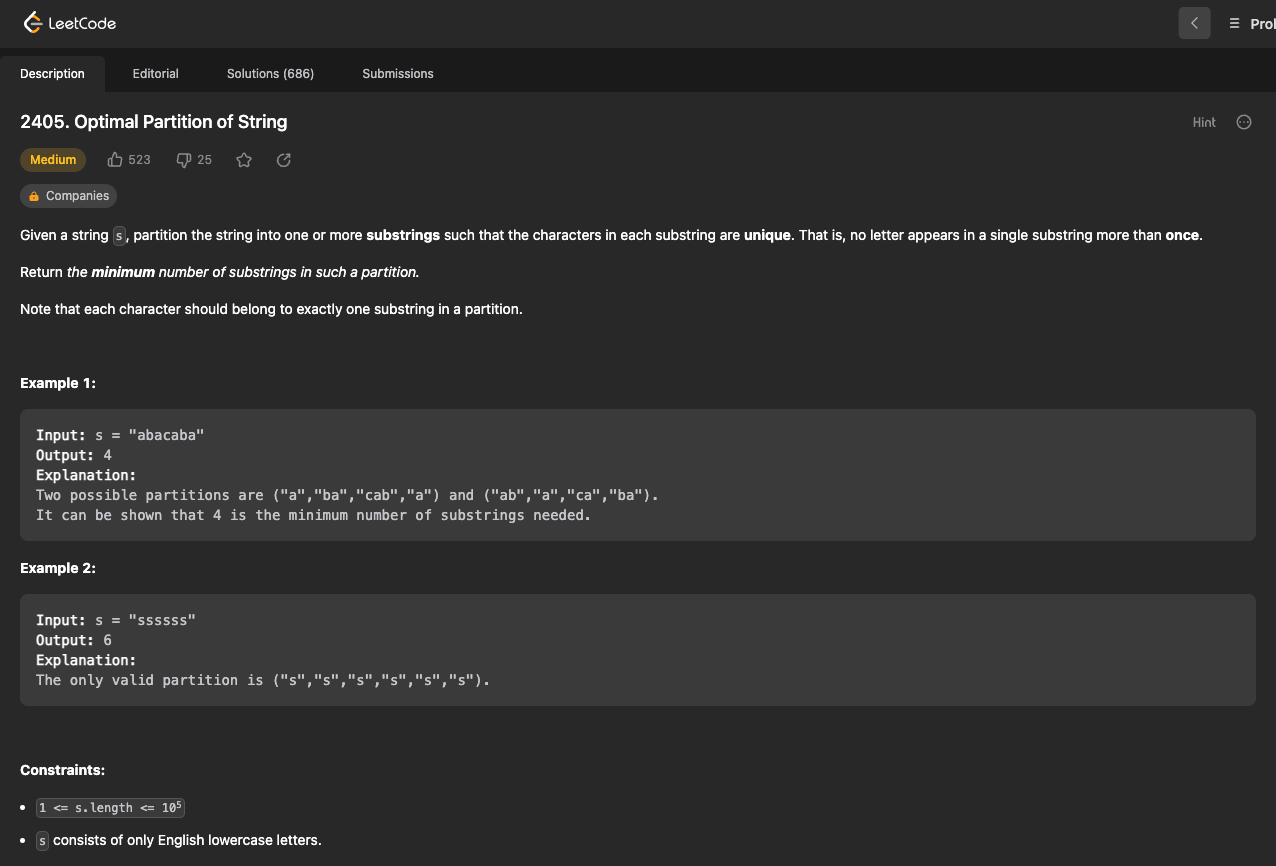 LeetCode
Description Editorial Solutions (686) Submissions
2405. Optimal Partition of String
Hint
Medium 523 25
Companies
Given a string s, partition the string into one or more substrings such that the characters in each substring are unique. That is, no letter appears in a single substring more than once.
Return the minimum number of substrings in such a partition.
Note that each character should belong to exactly one substring in a partition.
Example 1:
Input: s = "abacaba"
Output: 4
Explanation:
Two possible partitions are ("a","ba","cab","a") and ("ab","a","ca","ba").
It can be shown that 4 is the minimum number of substrings needed.
Example 2:
Input: s = "ssssss"
Output: 6
Explanation:
The only valid partition is ("s","s","s","s","s","s").
Constraints:
• 1 <= s.length <= 10⁵
• s consists of only English lowercase letters.